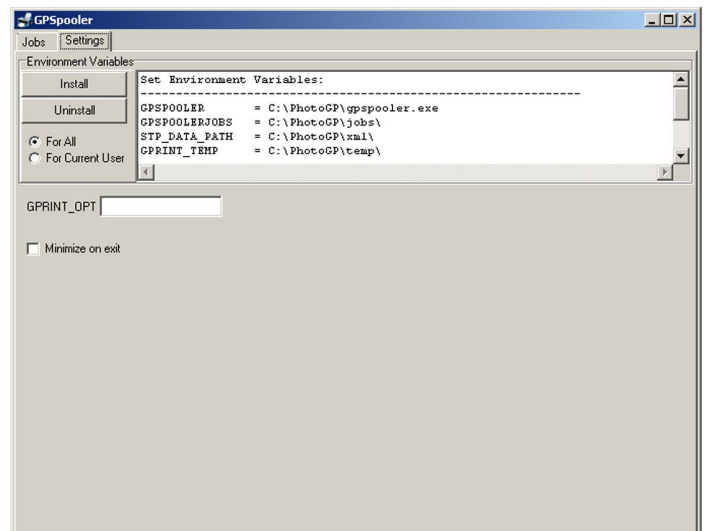 GPSpooler
Jobs Settings
Environment Variables
Install
Uninstall
For All
For Current User
Set Environment Variables:
--------------------------------------------------------------
GPSPOOLER = C:\PhotoGP\gpspooler.exe
GPSPOOLERJOBS = C:\PhotoGP\jobs\
STP_DATA_PATH = C:\PhotoGP\xml\
GPRINT_TEMP = C:\PhotoGP\temp\
GPRINT_OPT
Minimize on exit